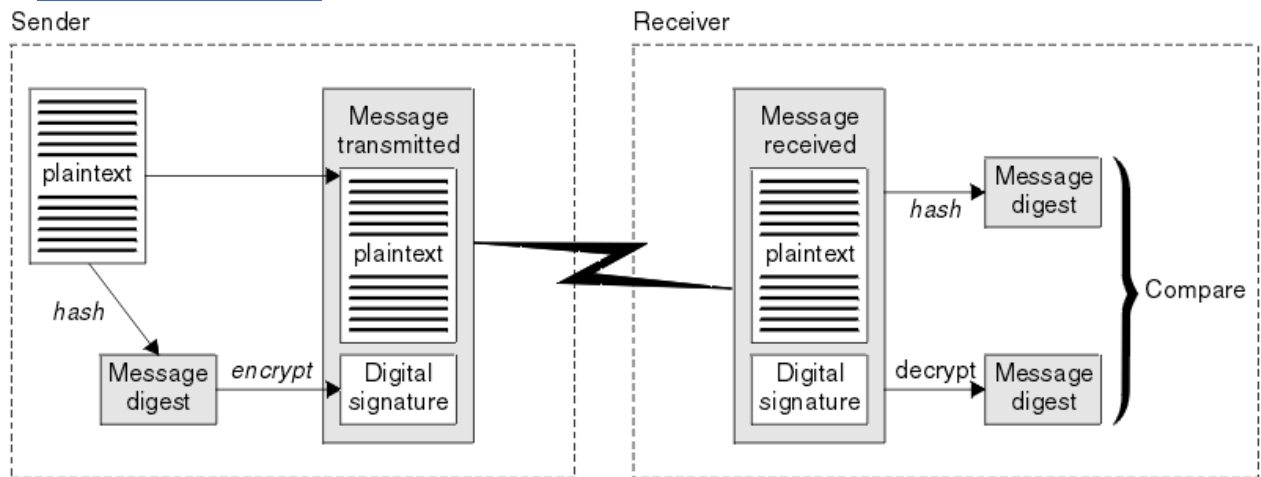 Sender
Receiver
plaintext
hash
Message
digest
encrypt
Message
transmitted
plaintext
Digital
signature
Message
received
plaintext
Digital
signature
hash
Message
digest
decrypt
Message
digest
Compare